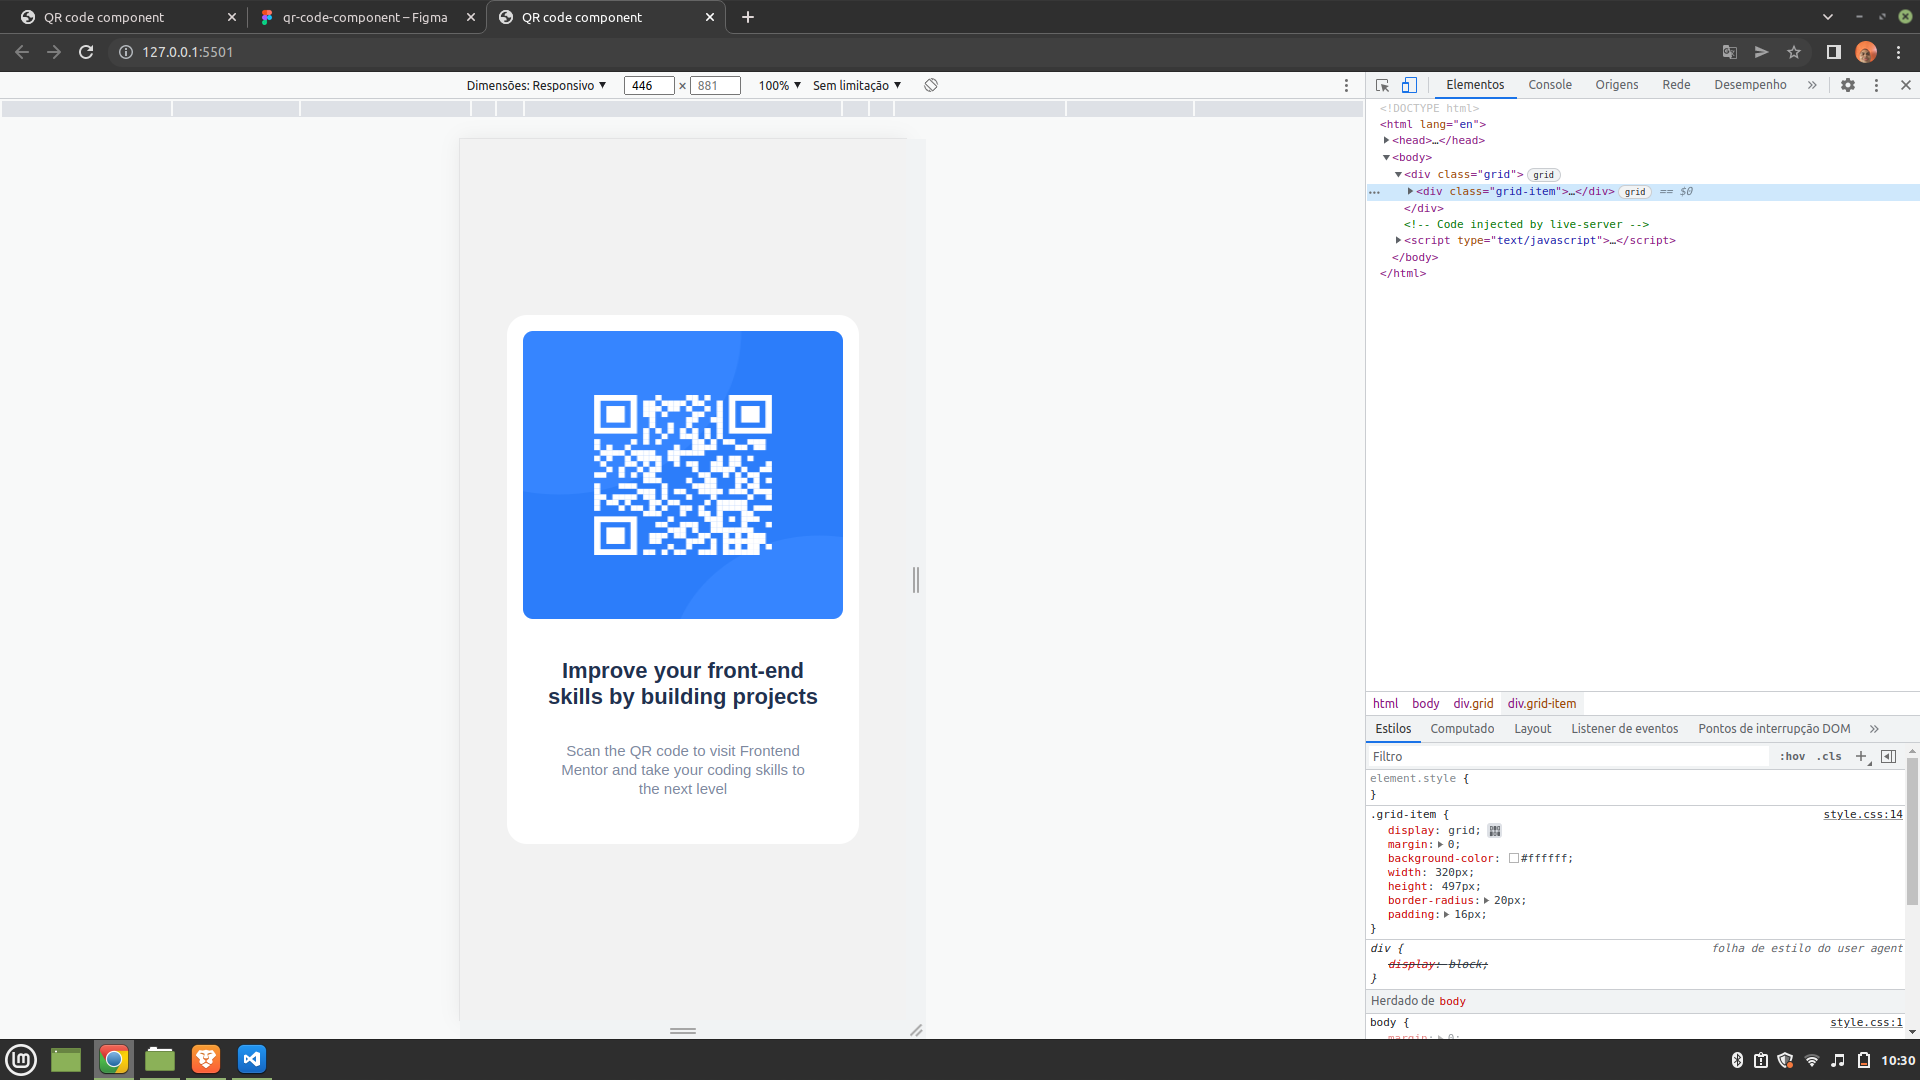 QR code component
qr-code-component – Figma
QR code component
127.0.0.1:5501
Dimensões: Responsivo ▼ 446 × 881 100% ▼ Sem limitação ▼
Elementos Console Origens Rede Desempenho »
<!DOCTYPE html>
<html lang="en">
<head>…</head>
<body>
<div class="grid"> grid
<div class="grid-item">…</div> grid == $0
</div>
<!-- Code injected by live-server -->
<script type="text/javascript">…</script>
</body>
</html>
Improve your front-end
skills by building projects
Scan the QR code to visit Frontend
Mentor and take your coding skills to
the next level
html body div.grid div.grid-item
Estilos Computado Layout Listener de eventos Pontos de interrupção DOM »
Filtro :hov .cls
element.style {
}
.grid-item { style.css:14
display: grid;
margin: 0;
background-color: #ffffff;
width: 320px;
height: 497px;
border-radius: 20px;
padding: 16px;
}
div { folha de estilo do user agent
display: block;
}
Herdado de body
body { style.css:1
margin: 0;
10:30